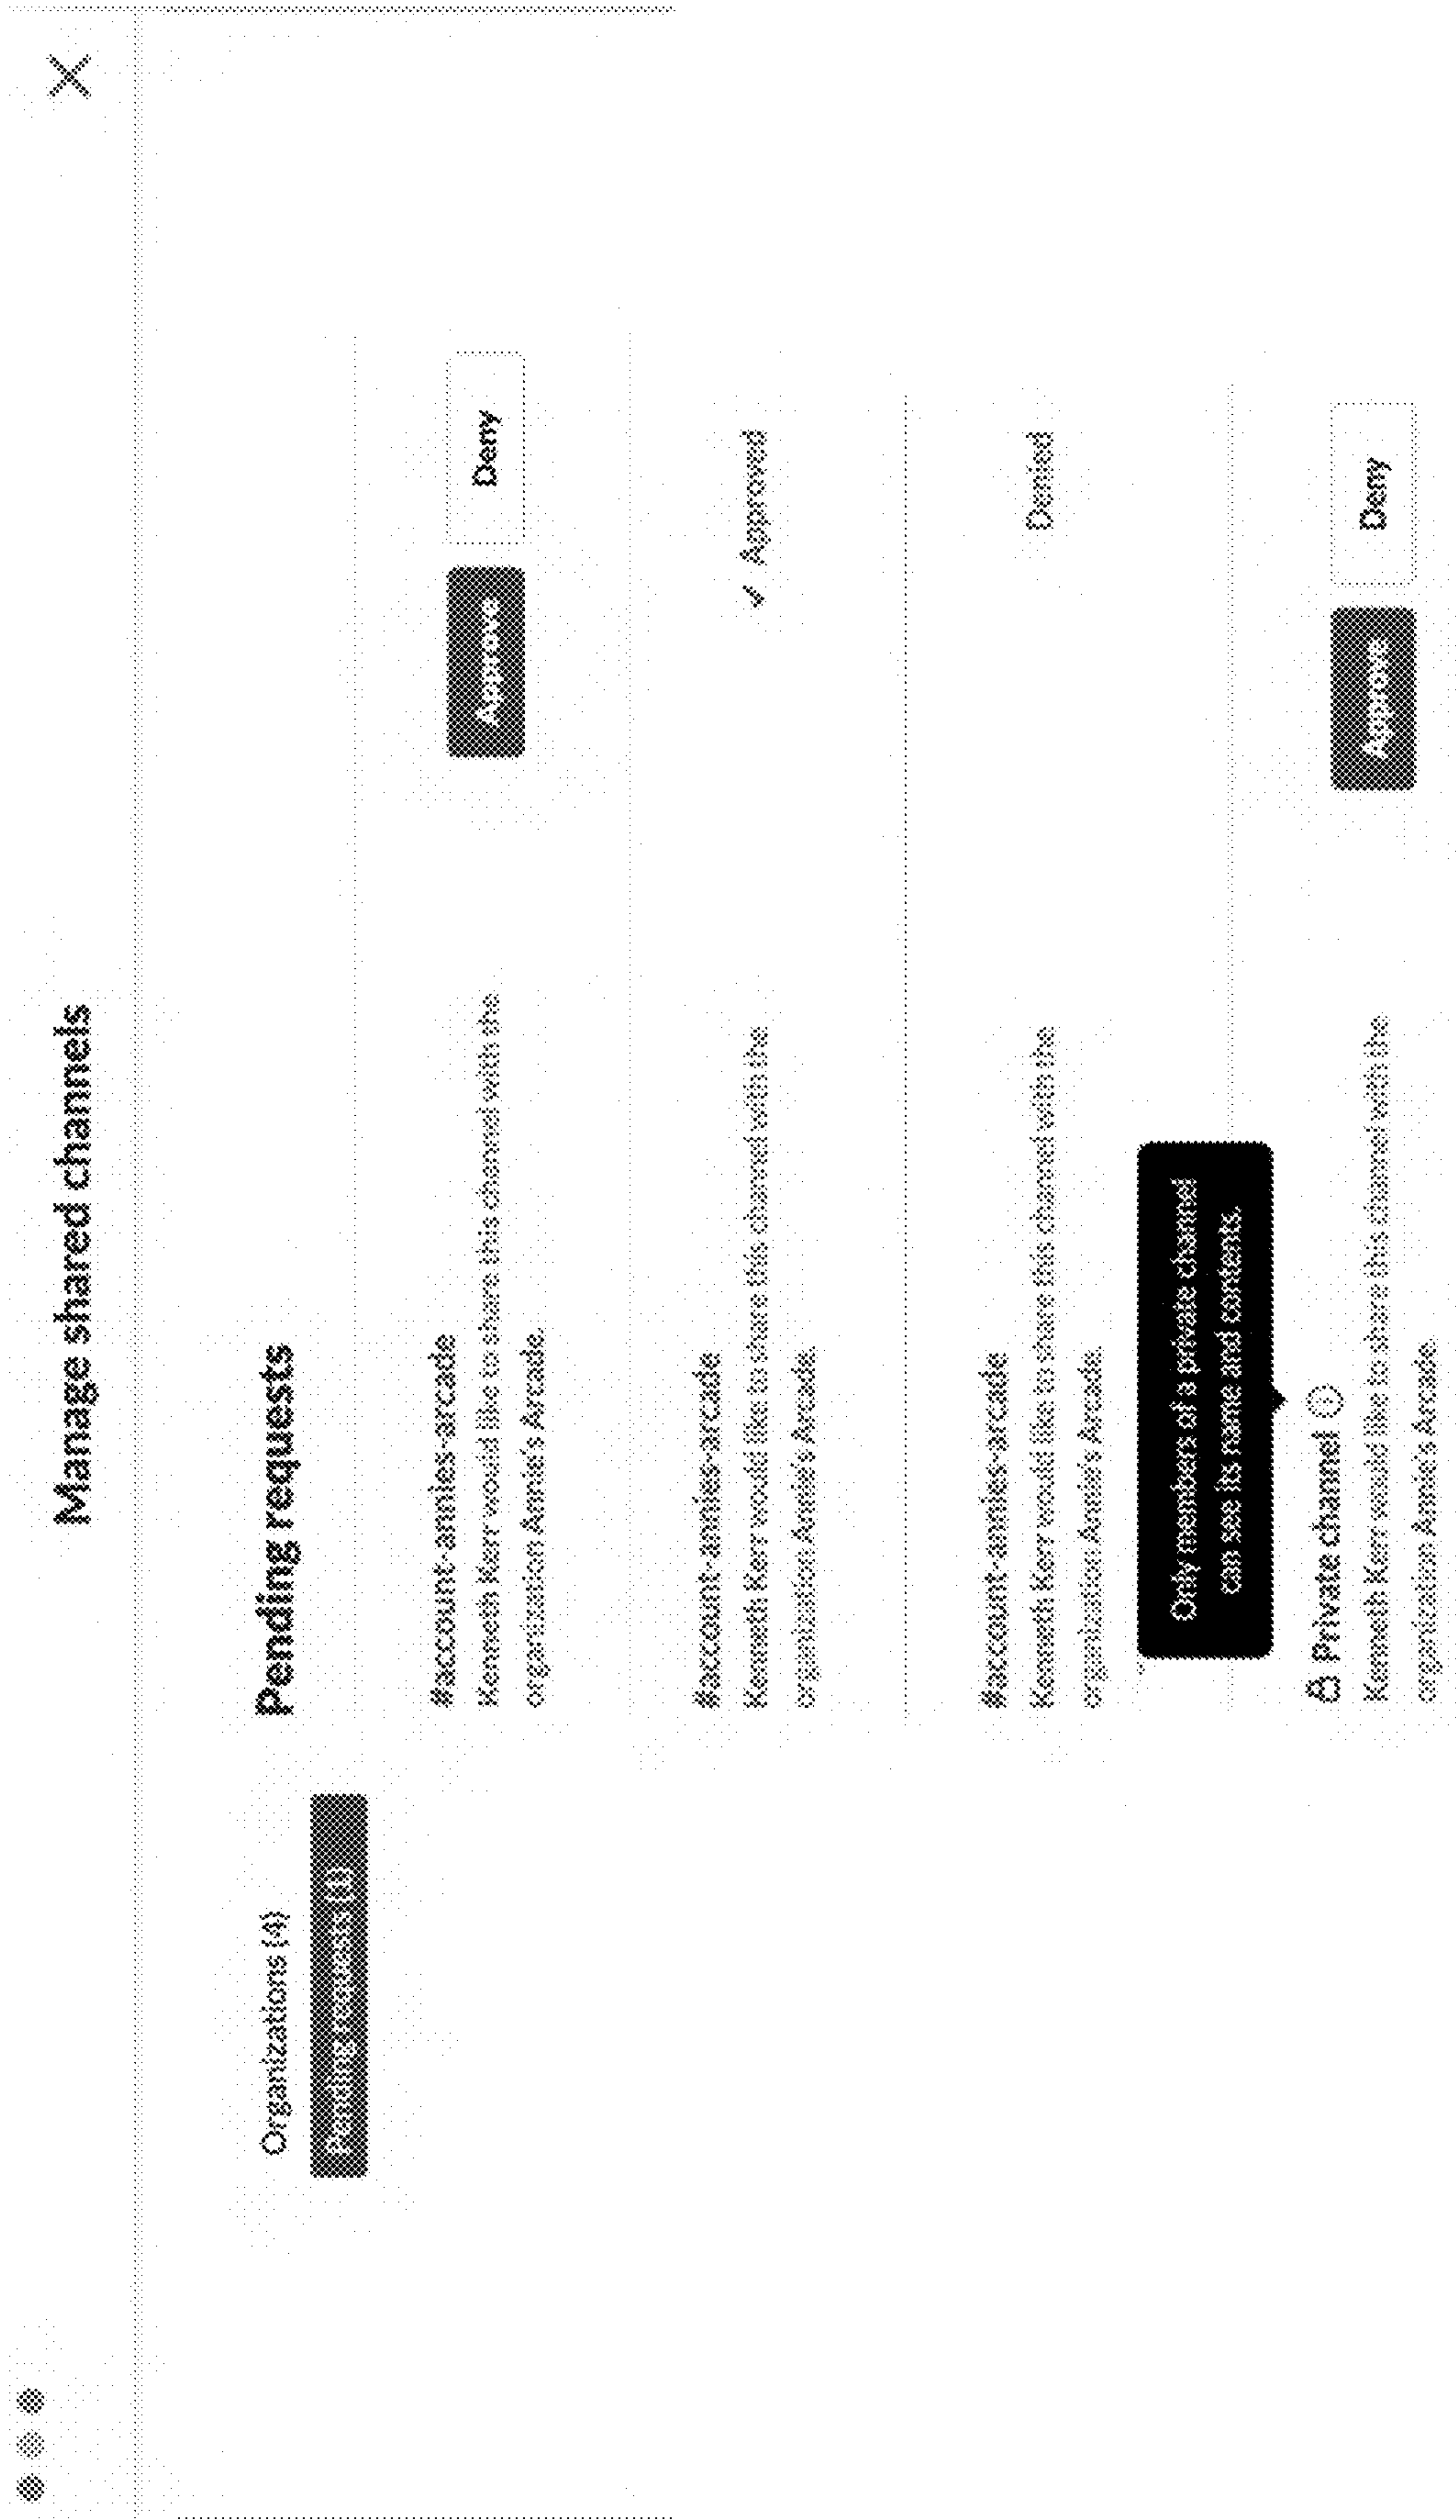 Manage shared channels
Organizations (4)
Pending requests
Pending requests
#account-annies-arcade
Kenneth Kerr would like to share this channel with the
organization Annie's Arcade.
Approve
Deny
#account-annies-arcade
Kenneth Kerr would like to share this channel with the
organization Annie's Arcade.
✓ Approved
#account-annies-arcade
Kenneth Kerr would like to share this channel with the
organization Annie's Arcade.
Denied
Only members of a private channel
can see its name and contents.
Private channel
Kenneth Kerr would like to share this channel with the
organization Annie's Arcade.
Approve
Deny